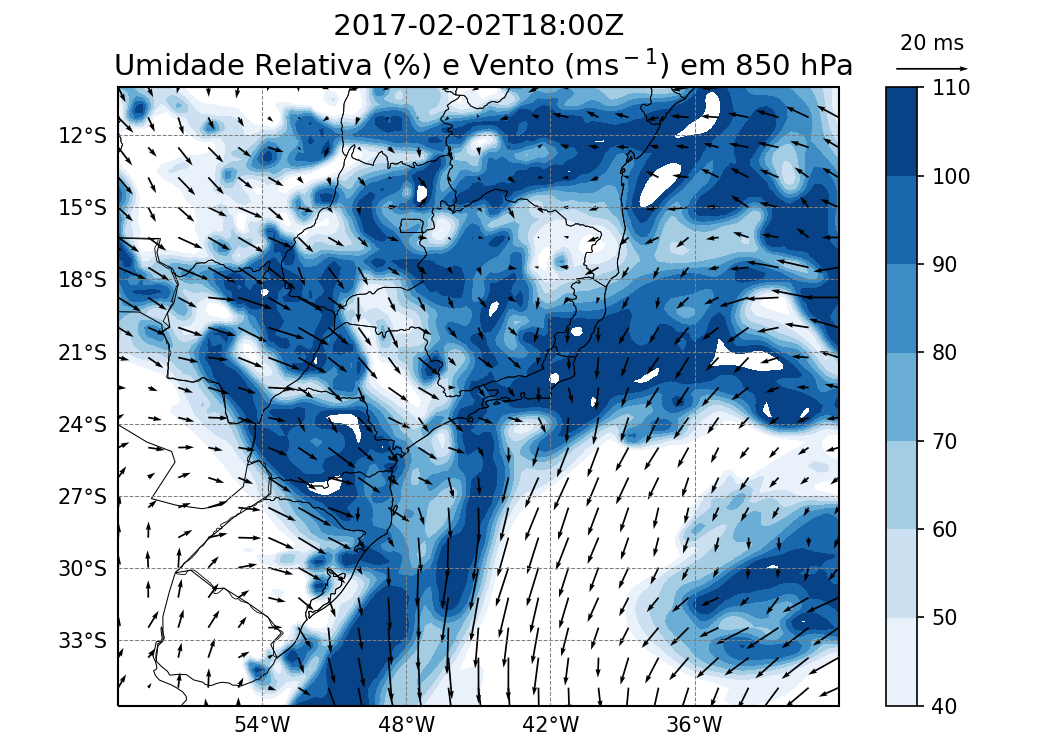 2017-02-02T18:00Z
Umidade Relativa (%) e Vento (ms⁻¹) em 850 hPa
20 ms
12°S
15°S
18°S
21°S
24°S
27°S
30°S
33°S
54°W 48°W 42°W 36°W
110
100
90
80
70
60
50
40